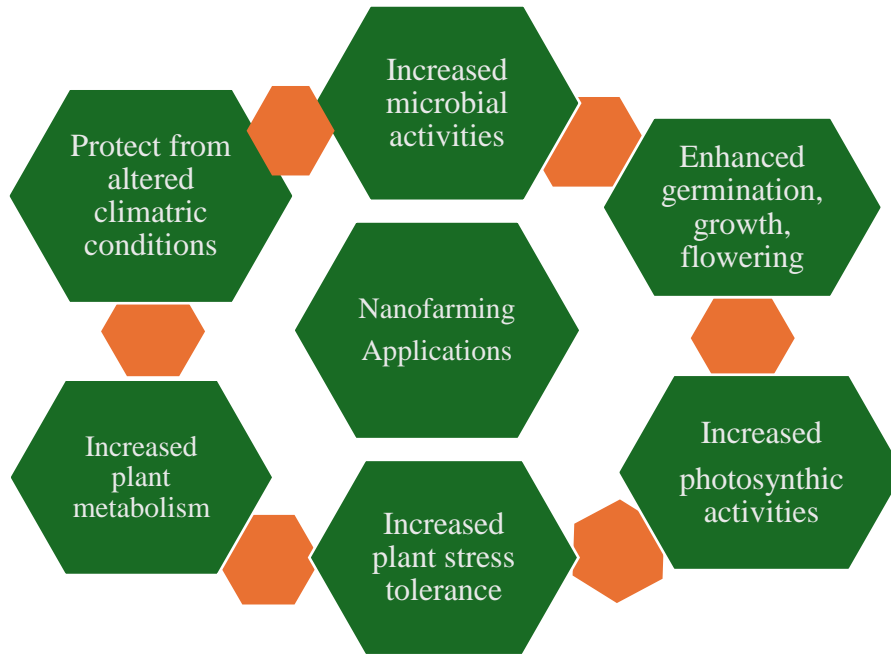 Increased
microbial
activities
Protect from
altered
climatric
conditions
Enhanced
germination,
growth,
flowering
Nanofarming
Applications
Increased
plant
metabolism
Increased
plant stress
tolerance
Increased
photosynthic
activities